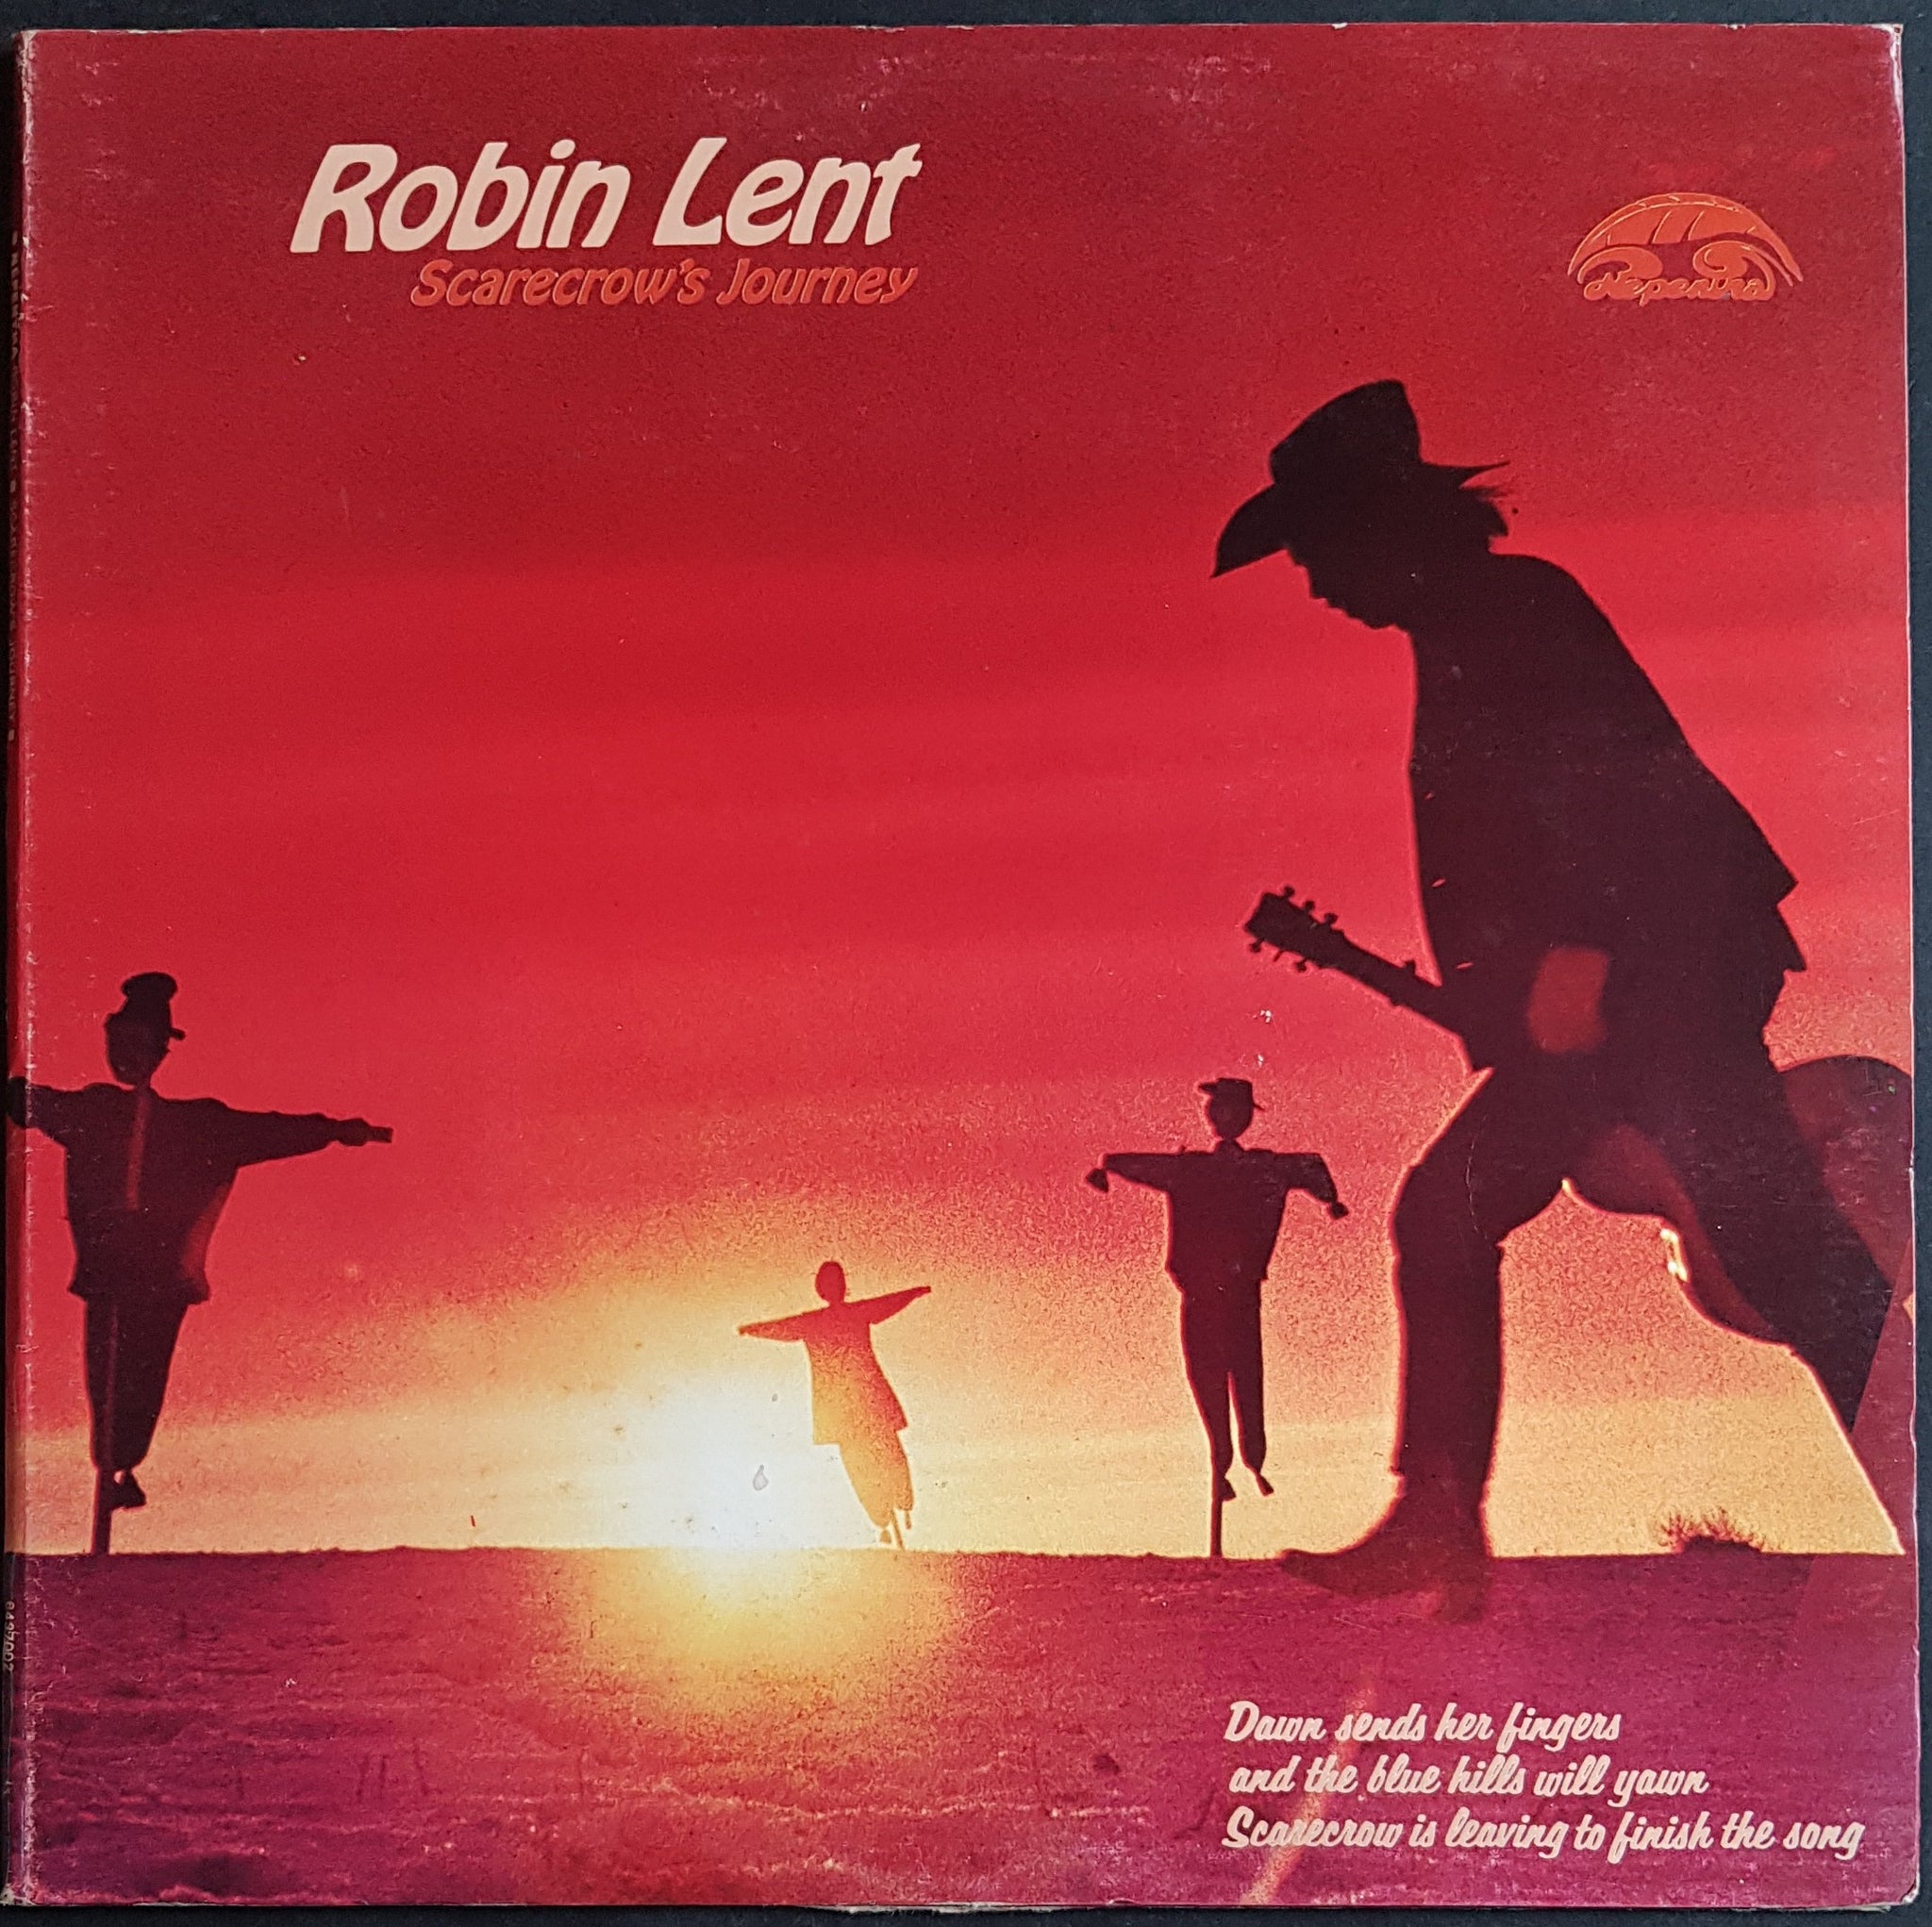 Robin Lent
Scarecrow's Journey
Nepentha
Dawn sends her fingers
and the blue hills will yawn
Scarecrow is leaving to finish the song